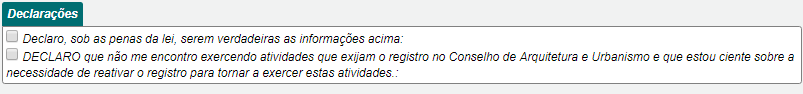 Declarações
Declaro, sob as penas da lei, serem verdadeiras as informações acima:
DECLARO que não me encontro exercendo atividades que exijam o registro no Conselho de Arquitetura e Urbanismo e que estou ciente sobre a
necessidade de reativar o registro para tornar a exercer estas atividades.: